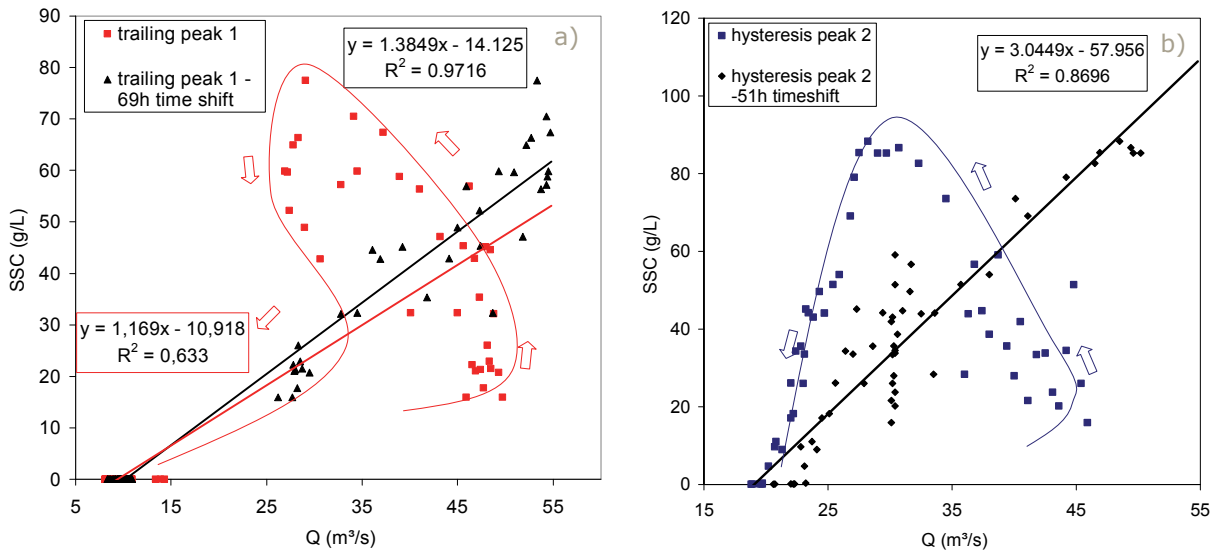 90
80
70
60
50
40
30
20
10
0
5
15
25
35
45
55
SSC (g/L)
Q (m³/s)
trailing peak 1
trailing peak 1 -
69h time shift
y = 1.3849x - 14.125
R² = 0.9716
a)
y = 1,169x - 10,918
R² = 0,633
120
100
80
60
40
20
0
15
25
35
45
55
SSC (g/L)
Q (m³/s)
hysteresis peak 2
hysteresis peak 2
-51h timeshift
y = 3.0449x - 57.956
R² = 0.8696
b)